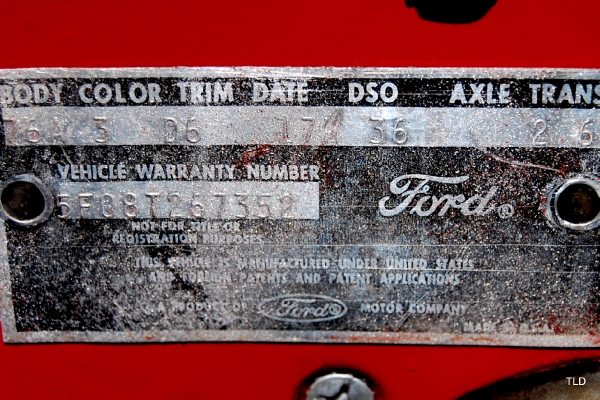 BODY COLOR TRIM DATE DSO AXLE TRANS
3 D6 17 36 2 6
VEHICLE WARRANTY NUMBER
5F08T267352
Ford®
NOT FOR TITLE OR
REGISTRATION PURPOSES
THIS VEHICLE IS MANUFACTURED UNDER UNITED STATES
AND FOREIGN PATENTS AND PATENT APPLICATIONS
PRODUCT OF Ford MOTOR COMPANY
MADE IN U.S.A.
TLD